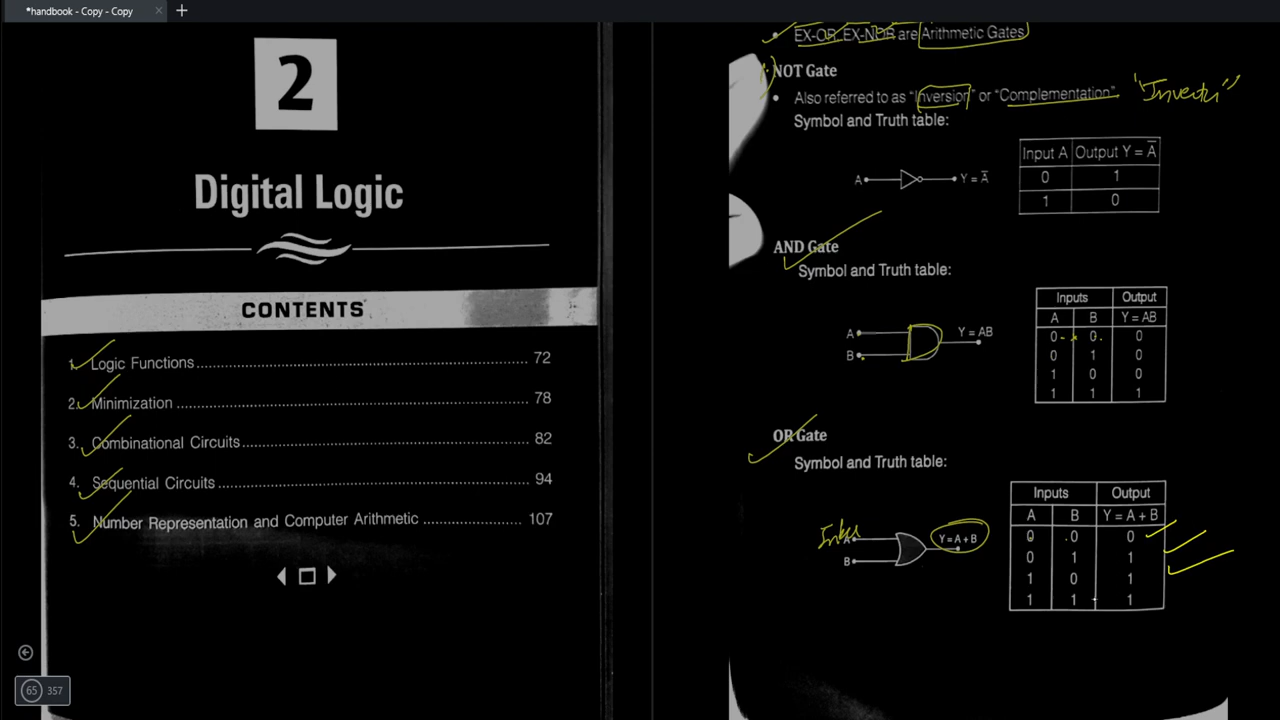 *handbook - Copy - Copy
2
Digital Logic
CONTENTS
1. Logic Functions 72
2. Minimization 78
3. Combinational Circuits 82
4. Sequential Circuits 94
5. Number Representation and Computer Arithmetic 107
65 357
• EX-OR, EX-NOR are Arithmetic Gates
NOT Gate
• Also referred to as "Inversion" or "Complementation".
Symbol and Truth table:
A Y = A̅
Input A Output Y = A̅
0 1
1 0
AND Gate
Symbol and Truth table:
A
B
Y = AB
Inputs Output
A B Y = AB
0 0 0
0 1 0
1 0 0
1 1 1
OR Gate
Symbol and Truth table:
A
B
Y = A + B
Inputs Output
A B Y = A + B
0 0 0
0 1 1
1 0 1
1 1 1